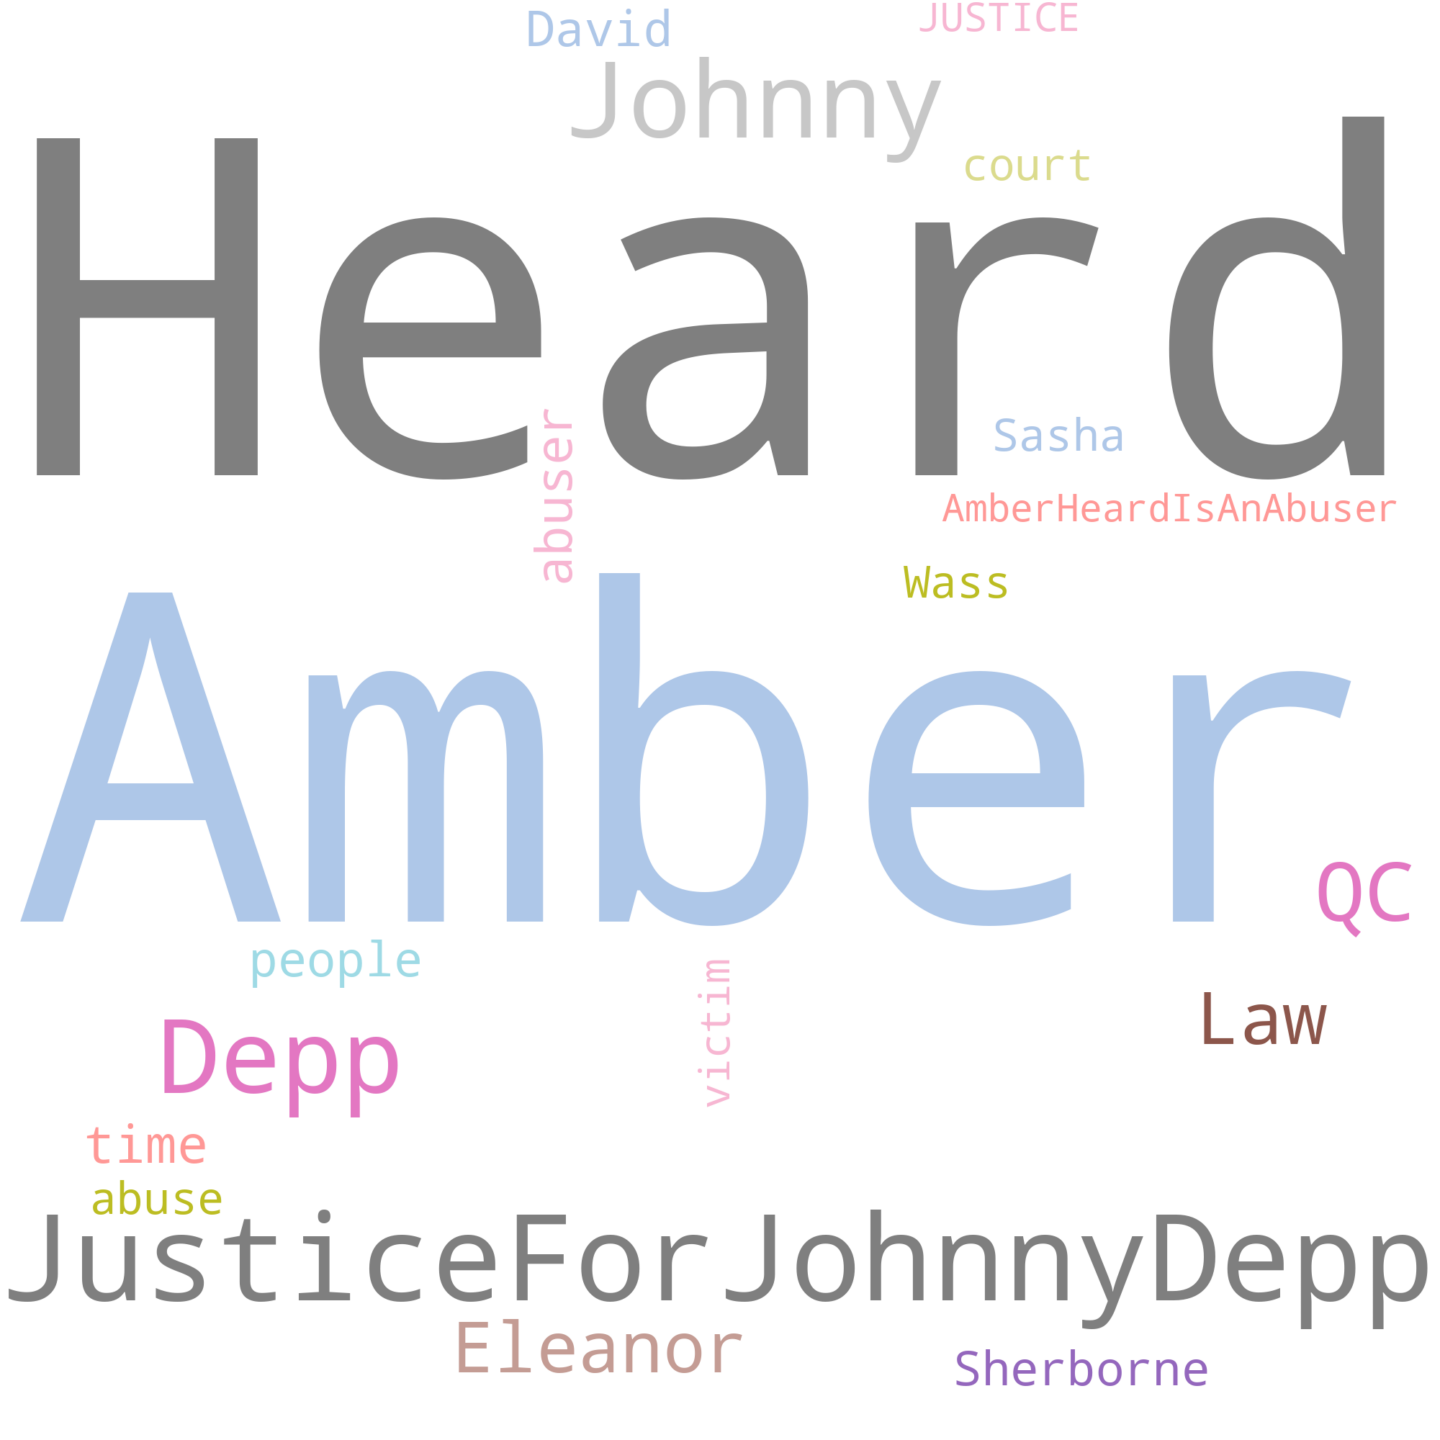 David
JUSTICE
Johnny
court
Heard
Sasha
abuser
AmberHeardIsAnAbuser
Wass
Amber
QC
people
victim
Law
Depp
time
abuse
JusticeForJohnnyDepp
Eleanor
Sherborne